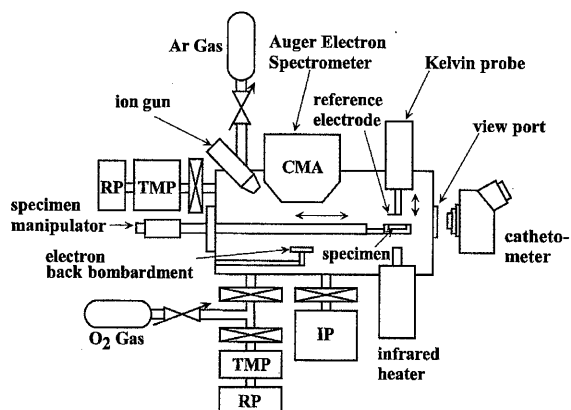 Ar Gas
Auger Electron
Spectrometer
Kelvin probe
reference
electrode
view port
ion gun
CMA
RP
TMP
specimen
manipulator
specimen
catheto-
meter
electron
back bombardment
O2 Gas
IP
infrared
heater
TMP
RP